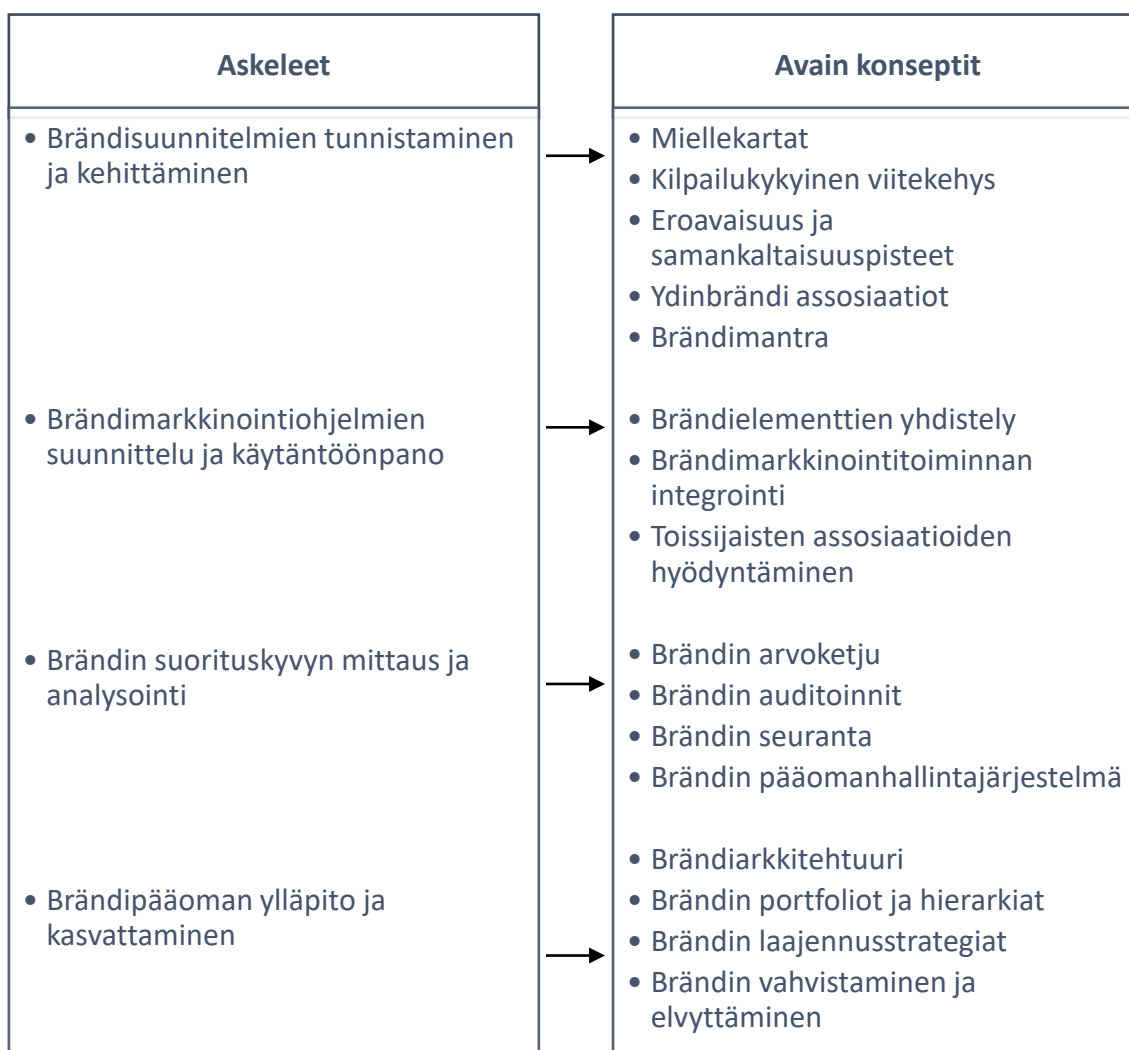 Askeleet
• Brändisuunnitelmien tunnistaminen
ja kehittäminen
• Brändimarkkinointiohjelmien
suunnittelu ja käytäntöönpano
• Brändin suorituskyvyn mittaus ja
analysointi
• Brändipääoman ylläpito ja
kasvattaminen
Avain konseptit
• Miellekartat
• Kilpailukykyinen viitekehys
• Eroavaisuus ja
samankaltaisuuspisteet
• Ydinbrändi assosiaatiot
• Brändimantra
• Brändielementtien yhdistely
• Brändimarkkinointitoiminnan
integrointi
• Toissijaisten assosiaatioiden
hyödyntäminen
• Brändin arvoketju
• Brändin auditoinnit
• Brändin seuranta
• Brändin pääomanhallintajärjestelmä
• Brändiarkkitehtuuri
• Brändin portfoliot ja hierarkiat
• Brändin laajennusstrategiat
• Brändin vahvistaminen ja
elvyttäminen